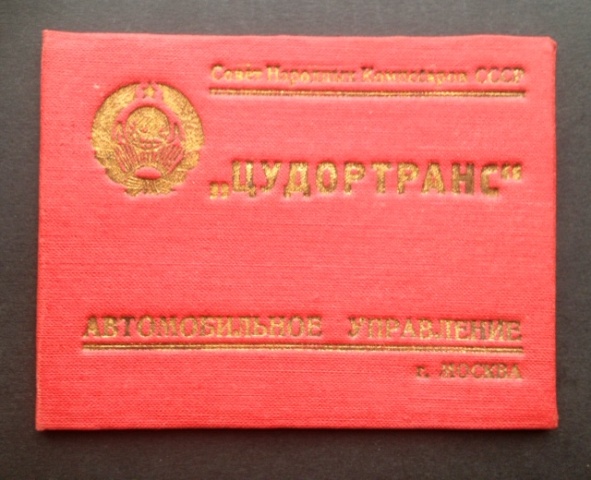 Совет Народных Комиссаров СССР
„ЦУДОРТРАНС“
АВТОМОБИЛЬНОЕ УПРАВЛЕНИЕ
г. МОСКВА